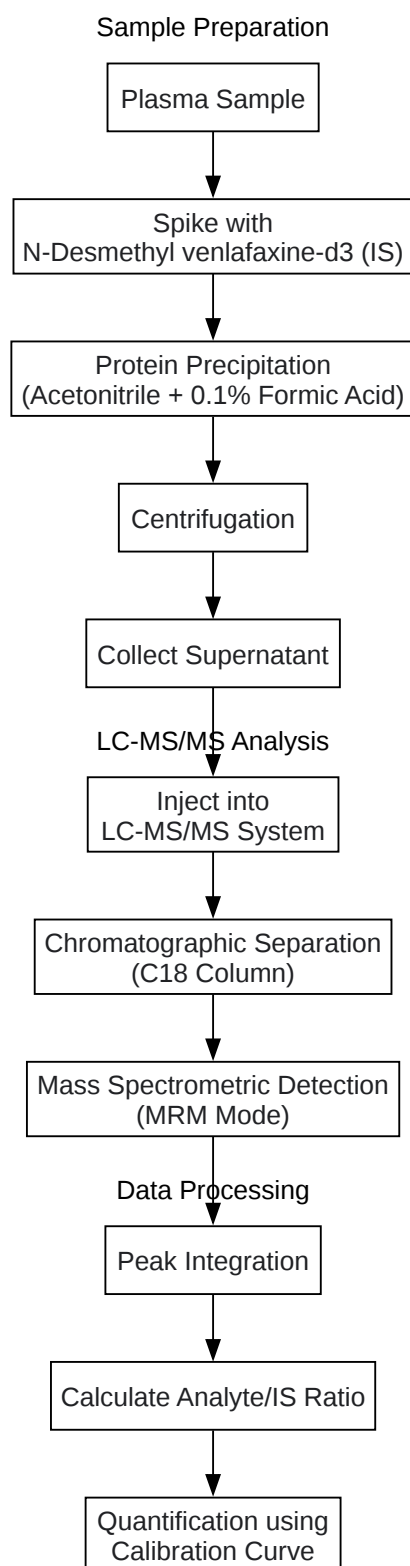 Sample Preparation
Plasma Sample
Spike with
N-Desmethyl venlafaxine-d3 (IS)
Protein Precipitation
(Acetonitrile + 0.1% Formic Acid)
Centrifugation
Collect Supernatant
LC-MS/MS Analysis
Inject into
LC-MS/MS System
Chromatographic Separation
(C18 Column)
Mass Spectrometric Detection
(MRM Mode)
Data Processing
Peak Integration
Calculate Analyte/IS Ratio
Quantification using
Calibration Curve